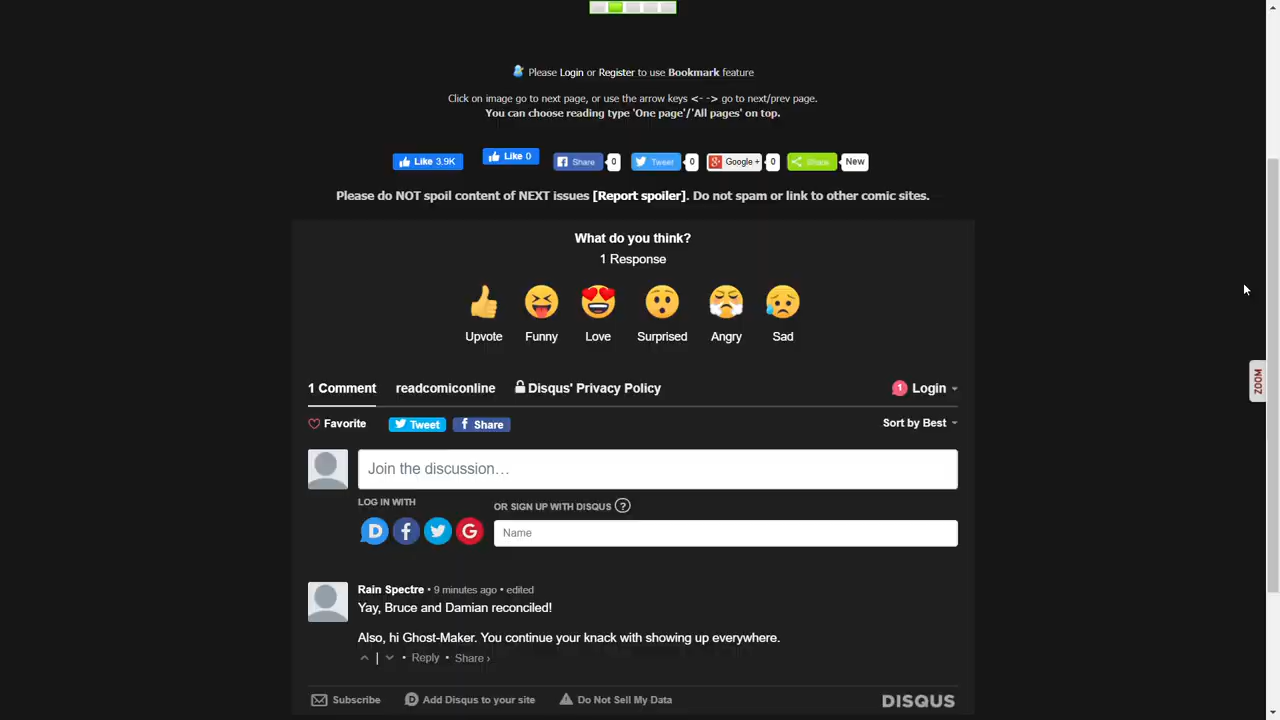 Please Login or Register to use Bookmark feature
Click on image go to next page, or use the arrow keys <- -> go to next/prev page.
You can choose reading type 'One page'/'All pages' on top.
Like 3.9K Like 0 Share 0 Tweet 0 Google + 0 Share New
Please do NOT spoil content of NEXT issues [Report spoiler]. Do not spam or link to other comic sites.
What do you think?
1 Response
Upvote Funny Love Surprised Angry Sad
ZOOM
1 Comment readcomiconline Disqus' Privacy Policy 1 Login
Favorite Tweet Share Sort by Best
Join the discussion…
LOG IN WITH OR SIGN UP WITH DISQUS ?
D f G Name
Rain Spectre • 9 minutes ago • edited
Yay, Bruce and Damian reconciled!
Also, hi Ghost-Maker. You continue your knack with showing up everywhere.
| • Reply • Share ›
Subscribe D Add Disqus to your site Do Not Sell My Data DISQUS